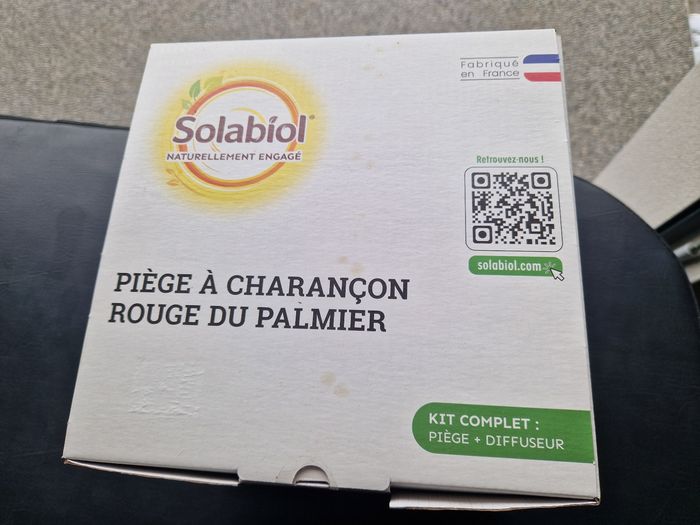 Fabriqué
en France
Solabiol®
NATURELLEMENT ENGAGÉ
Retrouvez-nous !
solabiol.com
PIÈGE À CHARANÇON
ROUGE DU PALMIER
KIT COMPLET :
PIÈGE + DIFFUSEUR